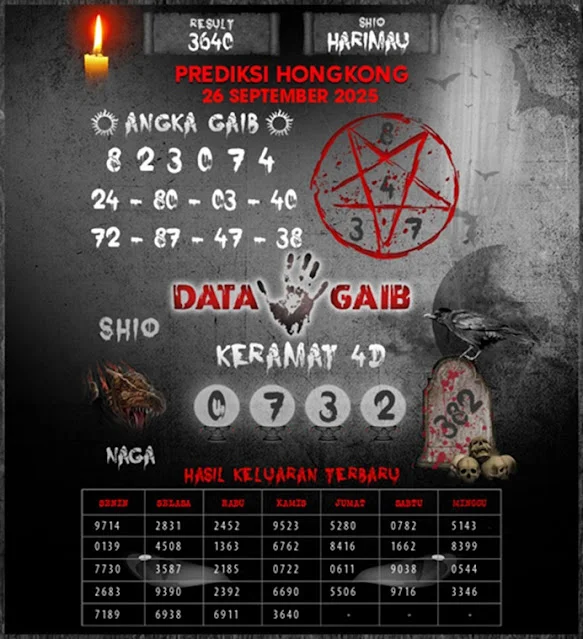 RESULT
3640
SHIO
HARIMAU
PREDIKSI HONGKONG
26 SEPTEMBER 2025
ANGKA GAIB
8 2 3 0 7 4
24 - 80 - 03 - 40
72 - 87 - 47 - 38
8
4
3 7
DATA GAIB
SHIO
NAGA
KERAMAT 4D
0 7 3 2
382
HASIL KELUARAN TERBARU
SENIN SELASA RABU KAMIS JUMAT SABTU MINGGU
9714 2831 2452 9523 5280 0782 5143
0139 4508 1363 6762 8416 1662 8399
7730 3587 2185 0722 0611 9038 0544
2683 9390 2392 6690 5506 9716 3346
7189 6938 6911 3640 - - -